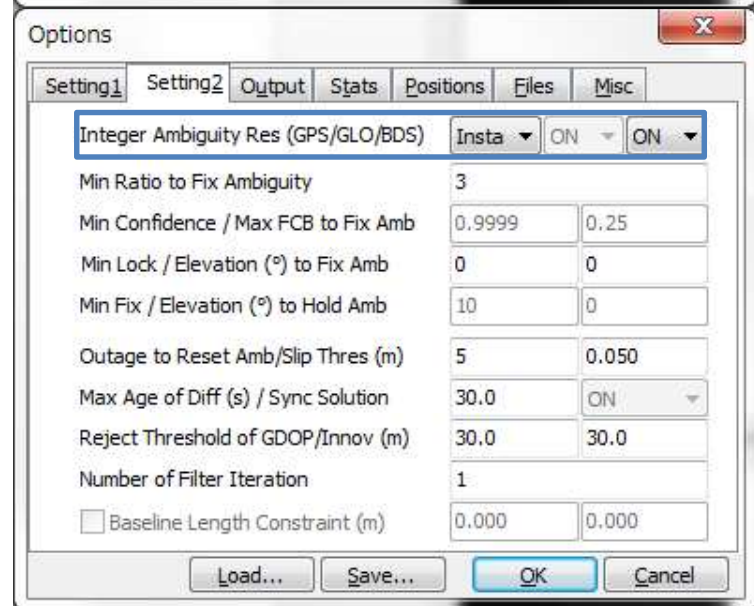 Options
Setting1 Setting2 Output Stats Positions Files Misc
Integer Ambiguity Res (GPS/GLO/BDS) Insta ON ON
Min Ratio to Fix Ambiguity 3
Min Confidence / Max FCB to Fix Amb 0.9999 0.25
Min Lock / Elevation (°) to Fix Amb 0 0
Min Fix / Elevation (°) to Hold Amb 10 0
Outage to Reset Amb/Slip Thres (m) 5 0.050
Max Age of Diff (s) / Sync Solution 30.0 ON
Reject Threshold of GDOP/Innov (m) 30.0 30.0
Number of Filter Iteration 1
Baseline Length Constraint (m) 0.000 0.000
Load... Save... OK Cancel